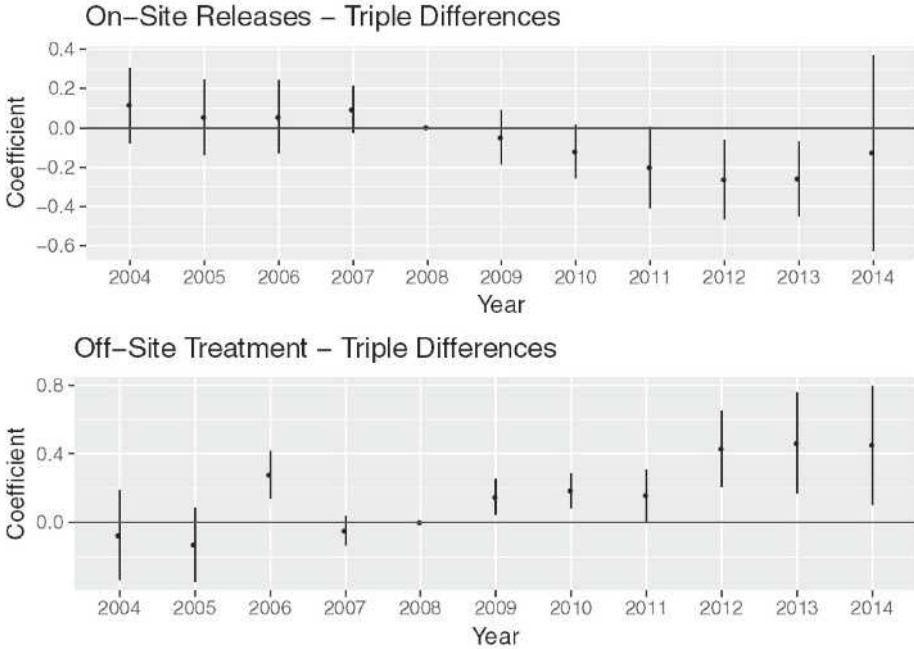 On−Site Releases − Triple Differences
0.4
0.2
0.0
−0.2
−0.4
−0.6
Coefficient
2004 2005 2006 2007 2008 2009 2010 2011 2012 2013 2014
Year
Off−Site Treatment − Triple Differences
0.8
0.4
0.0
Coefficient
2004 2005 2006 2007 2008 2009 2010 2011 2012 2013 2014
Year